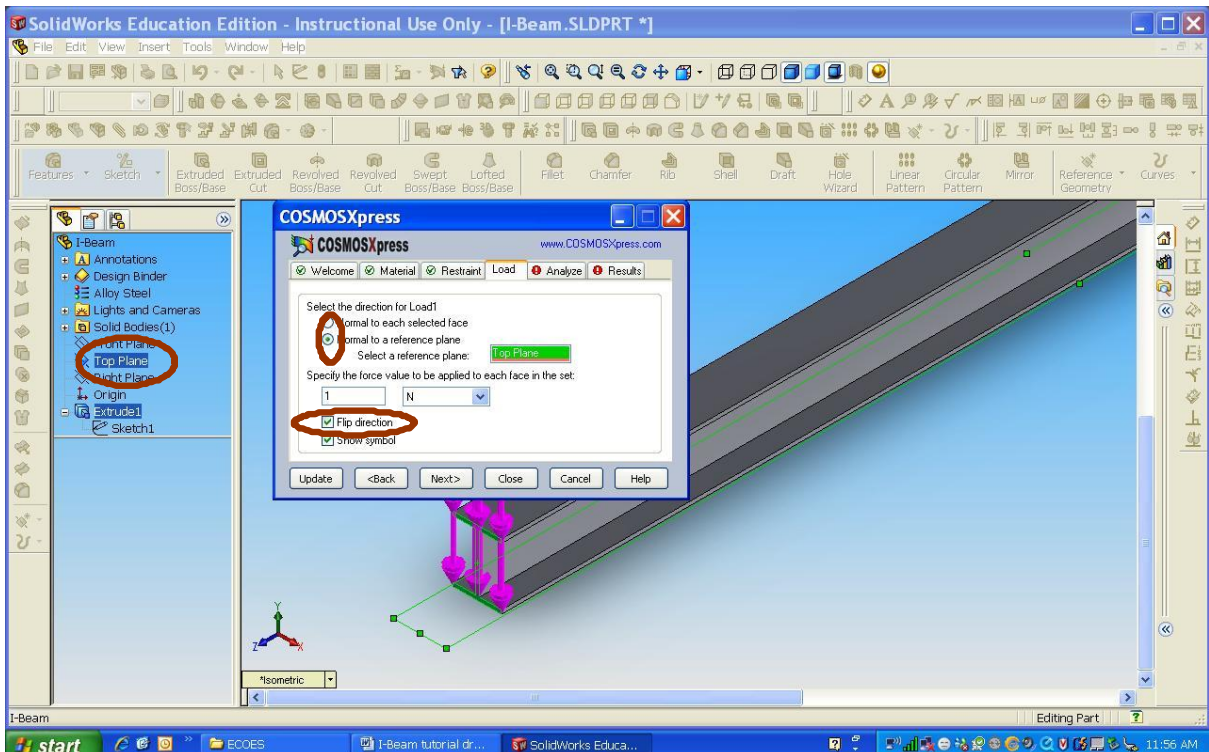 SolidWorks Education Edition - Instructional Use Only - [I-Beam.SLDPRT *]
File Edit View Insert Tools Window Help
Features Sketch Extruded Boss/Base Extruded Cut Revolved Boss/Base Revolved Cut Swept Boss/Base Lofted Boss/Base Fillet Chamfer Rib Shell Draft Hole Wizard Linear Pattern Circular Pattern Mirror Reference Geometry Curves
I-Beam
Annotations
Design Binder
Alloy Steel
Lights and Cameras
Solid Bodies(1)
Front Plane
Top Plane
Right Plane
Origin
Extrude1
Sketch1
COSMOSXpress
COSMOSXpress www.COSMOSXpress.com
Welcome Material Restraint Load Analyze Results
Select the direction for Load1
Normal to each selected face
Normal to a reference plane
Select a reference plane: Top Plane
Specify the force value to be applied to each face in the set:
1 N
Flip direction
Show symbol
Update <Back Next> Close Cancel Help
Y
Z X
*Isometric
I-Beam Editing Part
start ECOES I-Beam tutorial dr... SolidWorks Educa... 11:56 AM